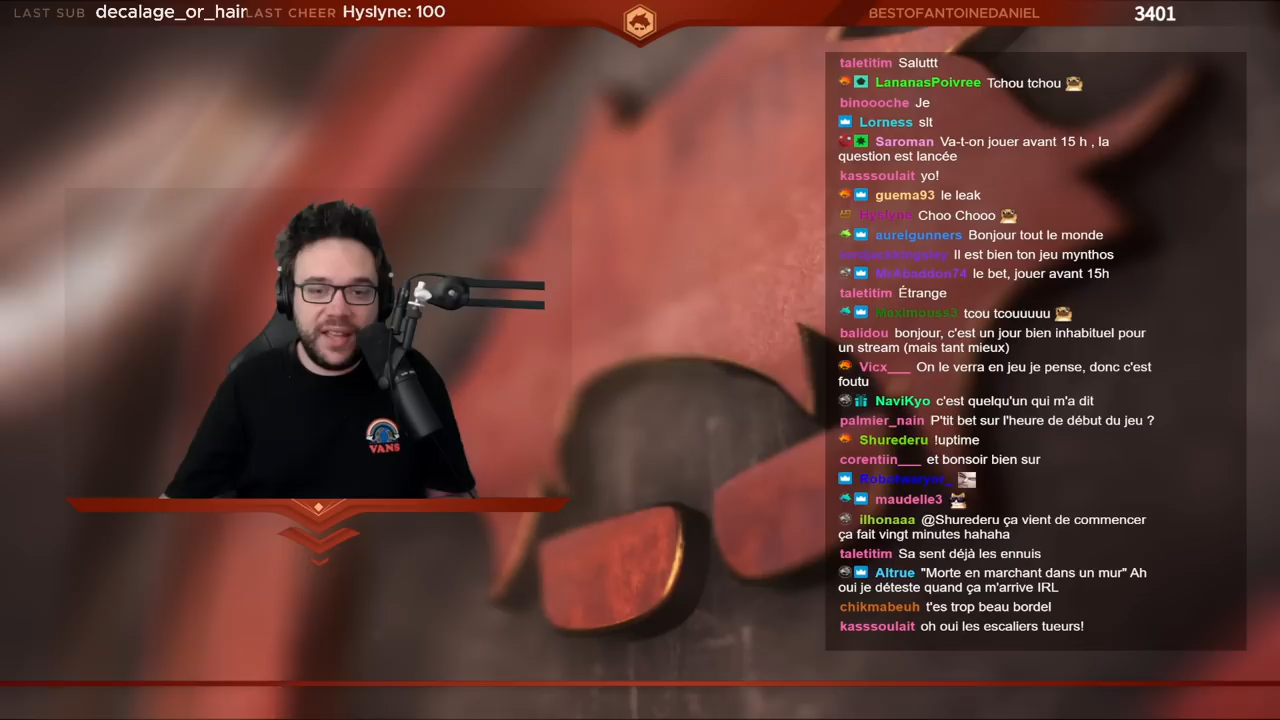 LAST SUB decalage_or_hair LAST CHEER Hyslyne: 100
BESTOFANTOINEDANIEL 3401
taletitim Saluttt
LananasPoivree Tchou tchou
binoooche Je
Lorness slt
Saroman Va-t-on jouer avant 15 h , la
question est lancée
kasssoulait yo!
guema93 le leak
Hyslyne Choo Chooo
aurelgunners Bonjour tout le monde
Il est bien ton jeu mynthos
MrAbaddon74 le bet, jouer avant 15h
taletitim Étrange
Maximouss3 tcou tcouuuuu
balidou bonjour, c'est un jour bien inhabituel pour
un stream (mais tant mieux)
Vicx___ On le verra en jeu je pense, donc c'est
foutu
NaviKyo c'est quelqu'un qui m'a dit
palmier_nain P'tit bet sur l'heure de début du jeu ?
Shurederu !uptime
corentiin___ et bonsoir bien sur
maudelle3
ilhonaaa @Shurederu ça vient de commencer
ça fait vingt minutes hahaha
taletitim Sa sent déjà les ennuis
Altrue "Morte en marchant dans un mur" Ah
oui je déteste quand ça m'arrive IRL
chikmabeuh t'es trop beau bordel
kasssoulait oh oui les escaliers tueurs!
VANS